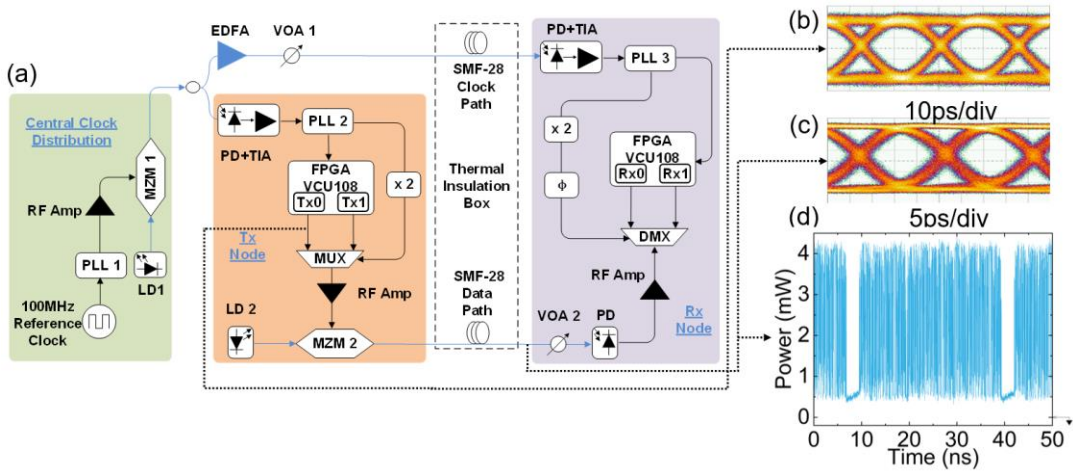 (a)
Central Clock
Distribution
RF Amp
MZM 1
PLL 1
LD1
100MHz
Reference
Clock
EDFA
VOA 1
PD+TIA
PLL 2
FPGA
VCU108
Tx0
Tx1
x 2
Tx
Node
MUX
RF Amp
LD 2
MZM 2
SMF-28
Clock
Path
Thermal
Insulation
Box
SMF-28
Data
Path
PD+TIA
PLL 3
x 2
ϕ
FPGA
VCU108
Rx0
Rx1
DMX
RF Amp
VOA 2
PD
Rx
Node
(b)
10ps/div
(c)
5ps/div
(d)
Power (mW)
4
3
2
1
0
0
10
20
30
40
50
Time (ns)